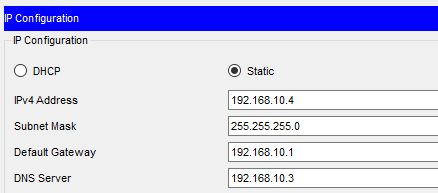 IP Configuration
IP Configuration
DHCP Static
IPv4 Address 192.168.10.4
Subnet Mask 255.255.255.0
Default Gateway 192.168.10.1
DNS Server 192.168.10.3